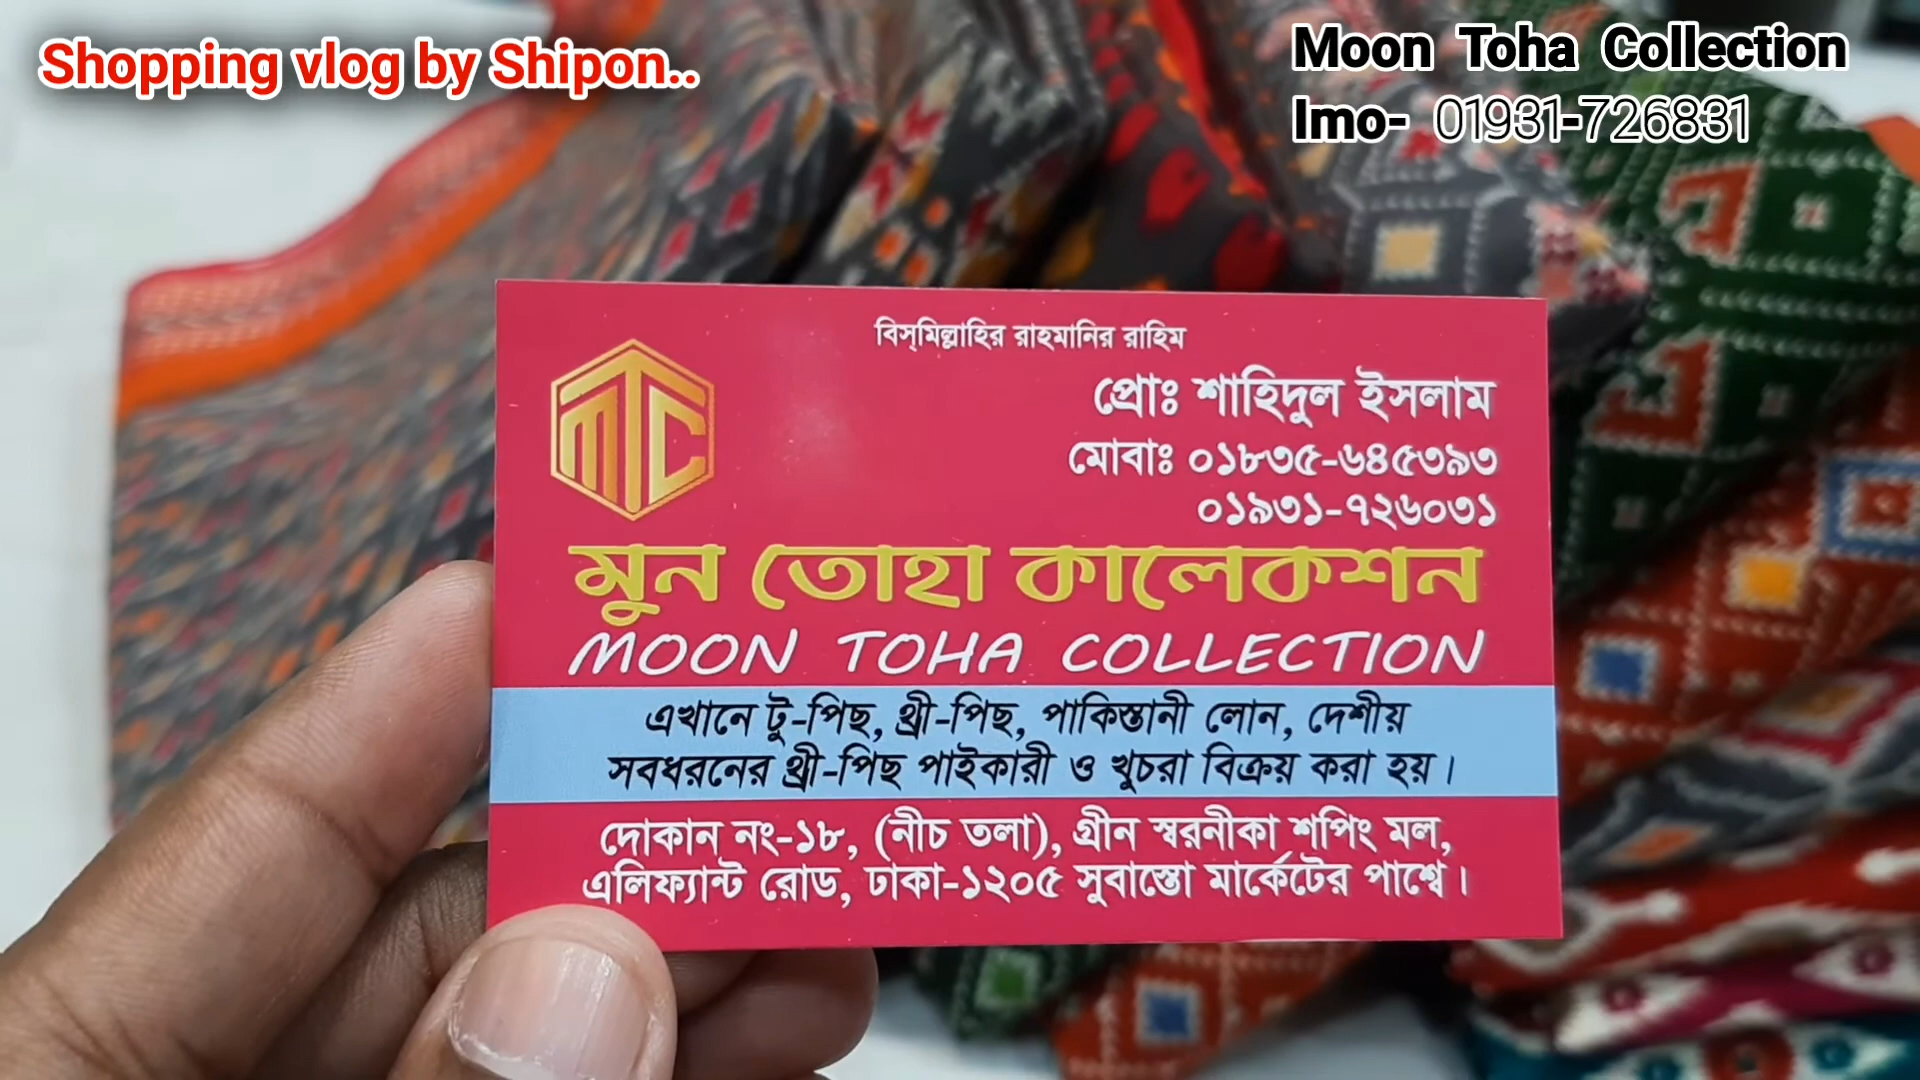 Shopping vlog by Shipon..
Moon Toha Collection
Imo- 01931-726831
বিস্‌মিল্লাহির রাহমানির রাহিম
MTC
প্রোঃ শাহিদুল ইসলাম
মোবাঃ ০১৮৩৫-৬৪৫৩৯৩
০১৯৩১-৭২৬০৩১
মুন তোহা কালেকশন
MOON TOHA COLLECTION
এখানে টু-পিছ, থ্রী-পিছ, পাকিস্তানী লোন, দেশীয়
সবধরনের থ্রী-পিছ পাইকারী ও খুচরা বিক্রয় করা হয়।
দোকান নং-১৮, (নীচ তলা), গ্রীন স্বরনীকা শপিং মল,
এলিফ্যান্ট রোড, ঢাকা-১২০৫ সুবাস্তো মার্কেটের পাশ্বে।